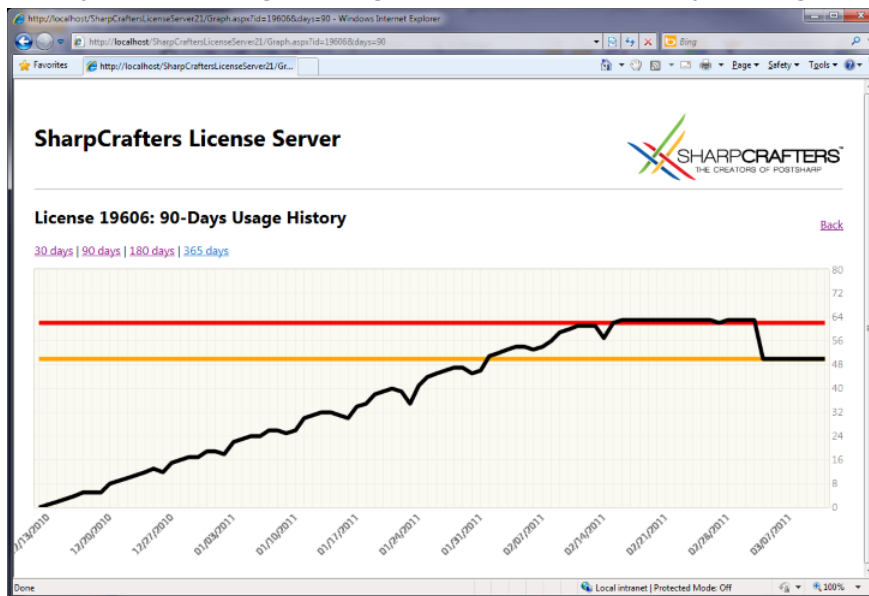 http://localhost/SharpCraftersLicenseServer21/Graph.aspx?id=19606&days=90 - Windows Internet Explorer
http://localhost/SharpCraftersLicenseServer21/Graph.aspx?id=19606&days=90
Bing
Favorites
http://localhost/SharpCraftersLicenseServer21/Gr...
Page
Safety
Tools
SharpCrafters License Server
SHARPCRAFTERS™
THE CREATORS OF POSTSHARP
License 19606: 90-Days Usage History
Back
30 days | 90 days | 180 days | 365 days
80
72
64
56
48
40
32
24
16
8
0
12/20/2010
12/27/2010
01/03/2011
01/10/2011
01/17/2011
01/24/2011
01/31/2011
02/07/2011
02/14/2011
02/21/2011
02/28/2011
03/07/2011
Done
Local intranet | Protected Mode: Off
100%